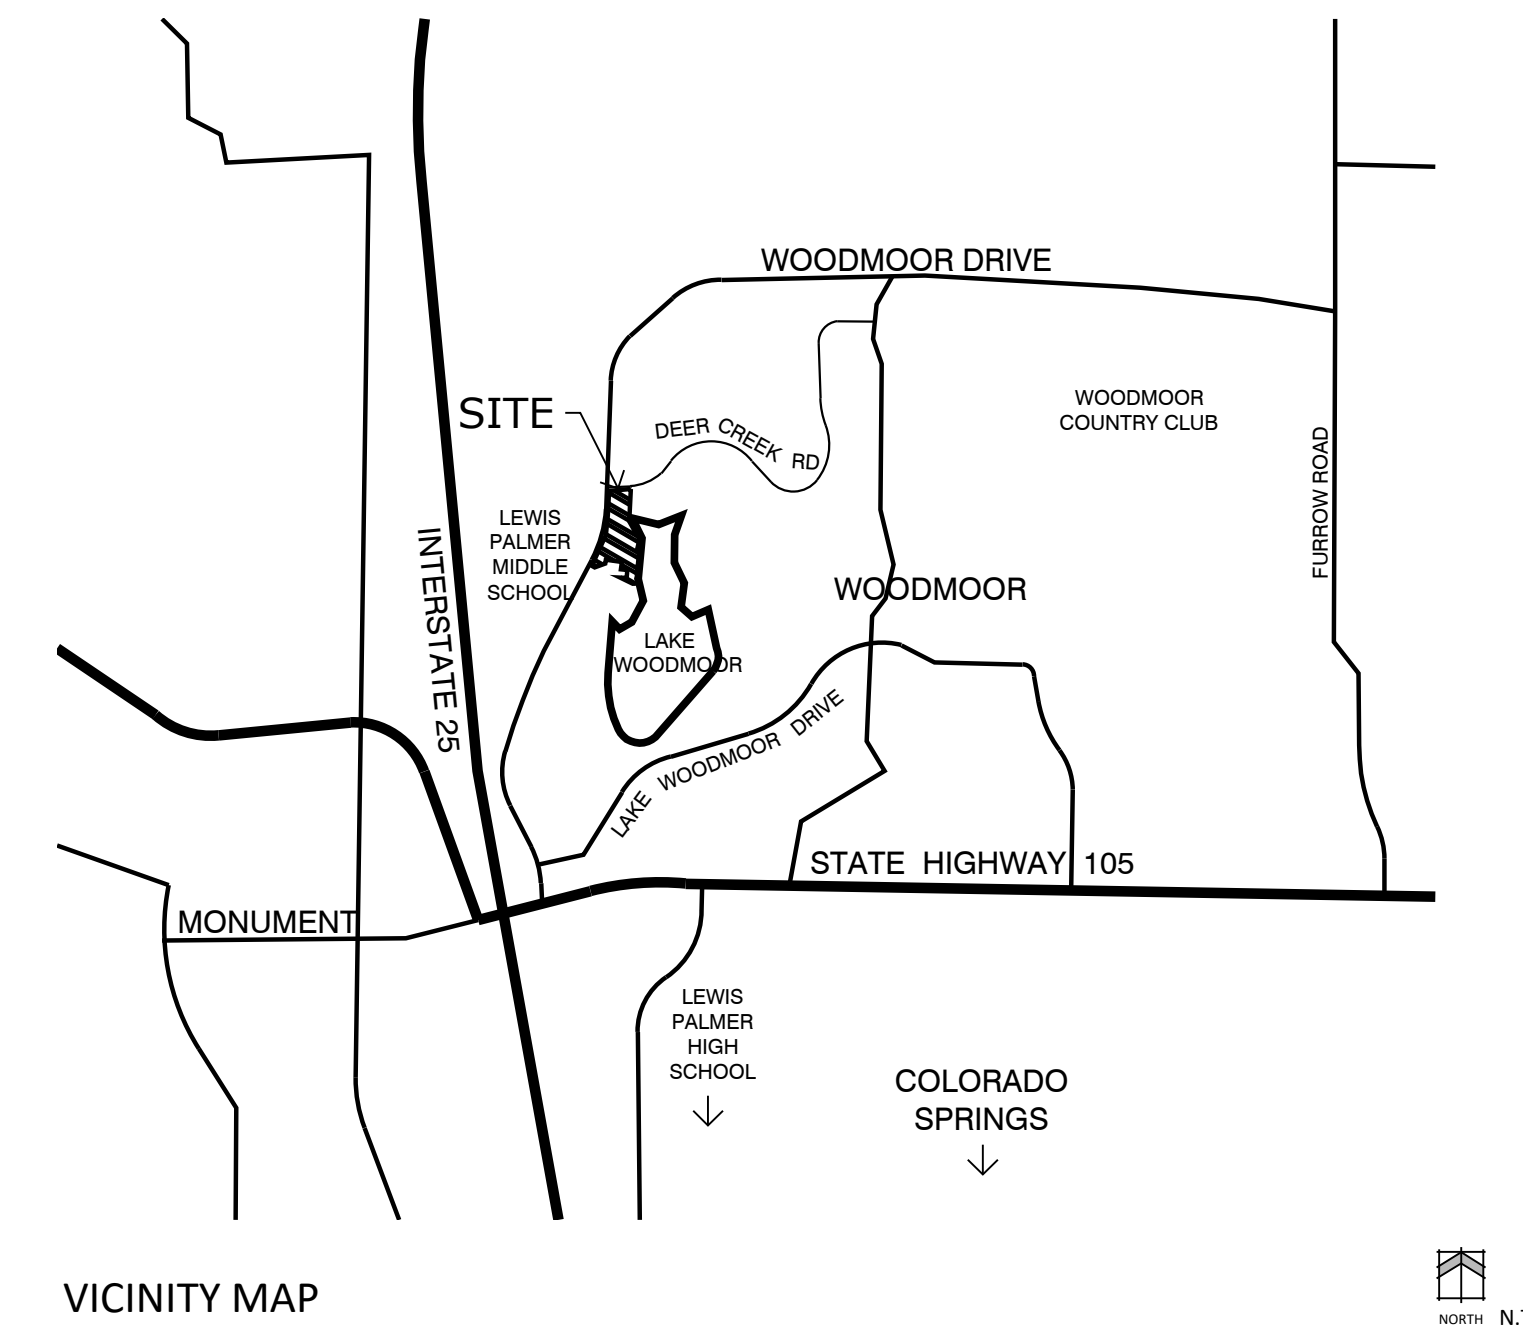 WOODMOOR DRIVE
SITE
DEER CREEK RD
WOODMOOR
COUNTRY CLUB
FURROW ROAD
LEWIS
PALMER
MIDDLE
SCHOOL
INTERSTATE 25
WOODMOOR
LAKE
WOODMOOR
LAKE WOODMOOR DRIVE
STATE HIGHWAY 105
MONUMENT
LEWIS
PALMER
HIGH
SCHOOL
COLORADO
SPRINGS
VICINITY MAP
NORTH